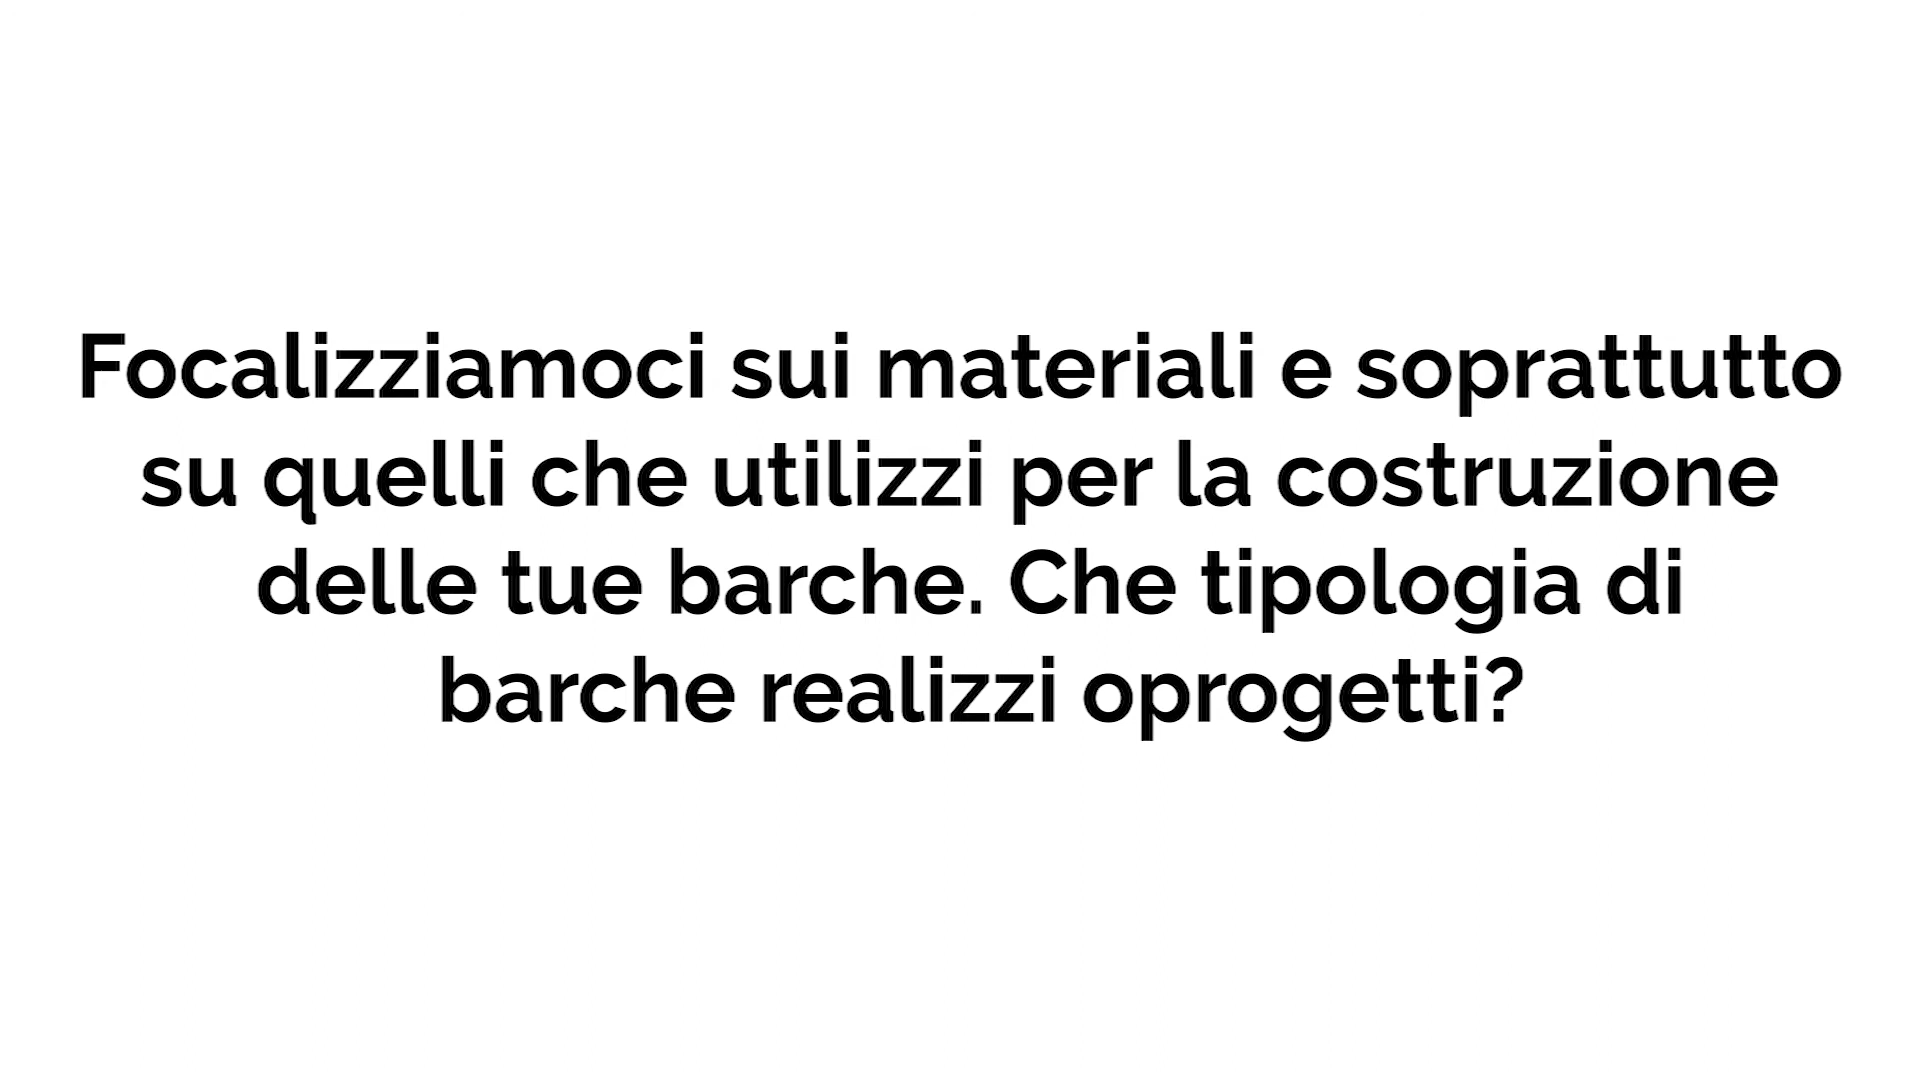 Focalizziamoci sui materiali e soprattutto
su quelli che utilizzi per la costruzione
delle tue barche. Che tipologia di
barche realizzi oprogetti?